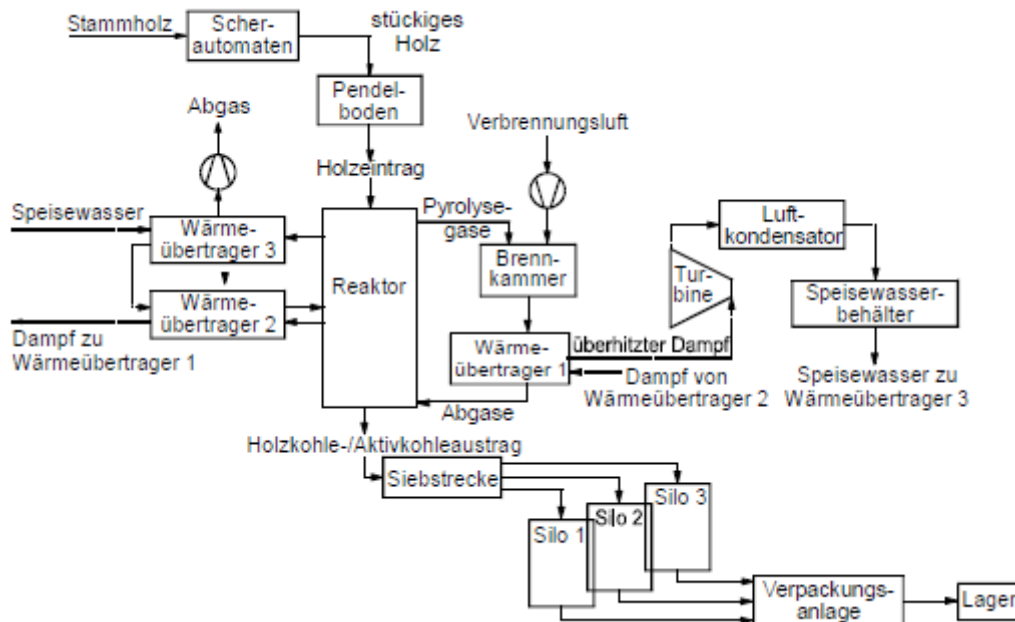 Stammholz
Scher-
automaten
stückiges
Holz
Pendel-
boden
Abgas
Verbrennungsluft
Holzeintrag
Speisewasser
Wärme-
übertrager 3
Pyrolyse-
gase
Brenn-
kammer
Luft-
kondensator
Tur-
bine
Reaktor
Wärme-
übertrager 2
Speisewasser-
behälter
Dampf zu
Wärmeübertrager 1
Wärme-
übertrager 1
überhitzter Dampf
Dampf von
Wärmeübertrager 2
Speisewasser zu
Wärmeübertrager 3
Abgase
Holzkohle-/Aktivkohleaustrag
Siebstrecke
Silo 1
Silo 2
Silo 3
Verpackungs-
anlage
Lager